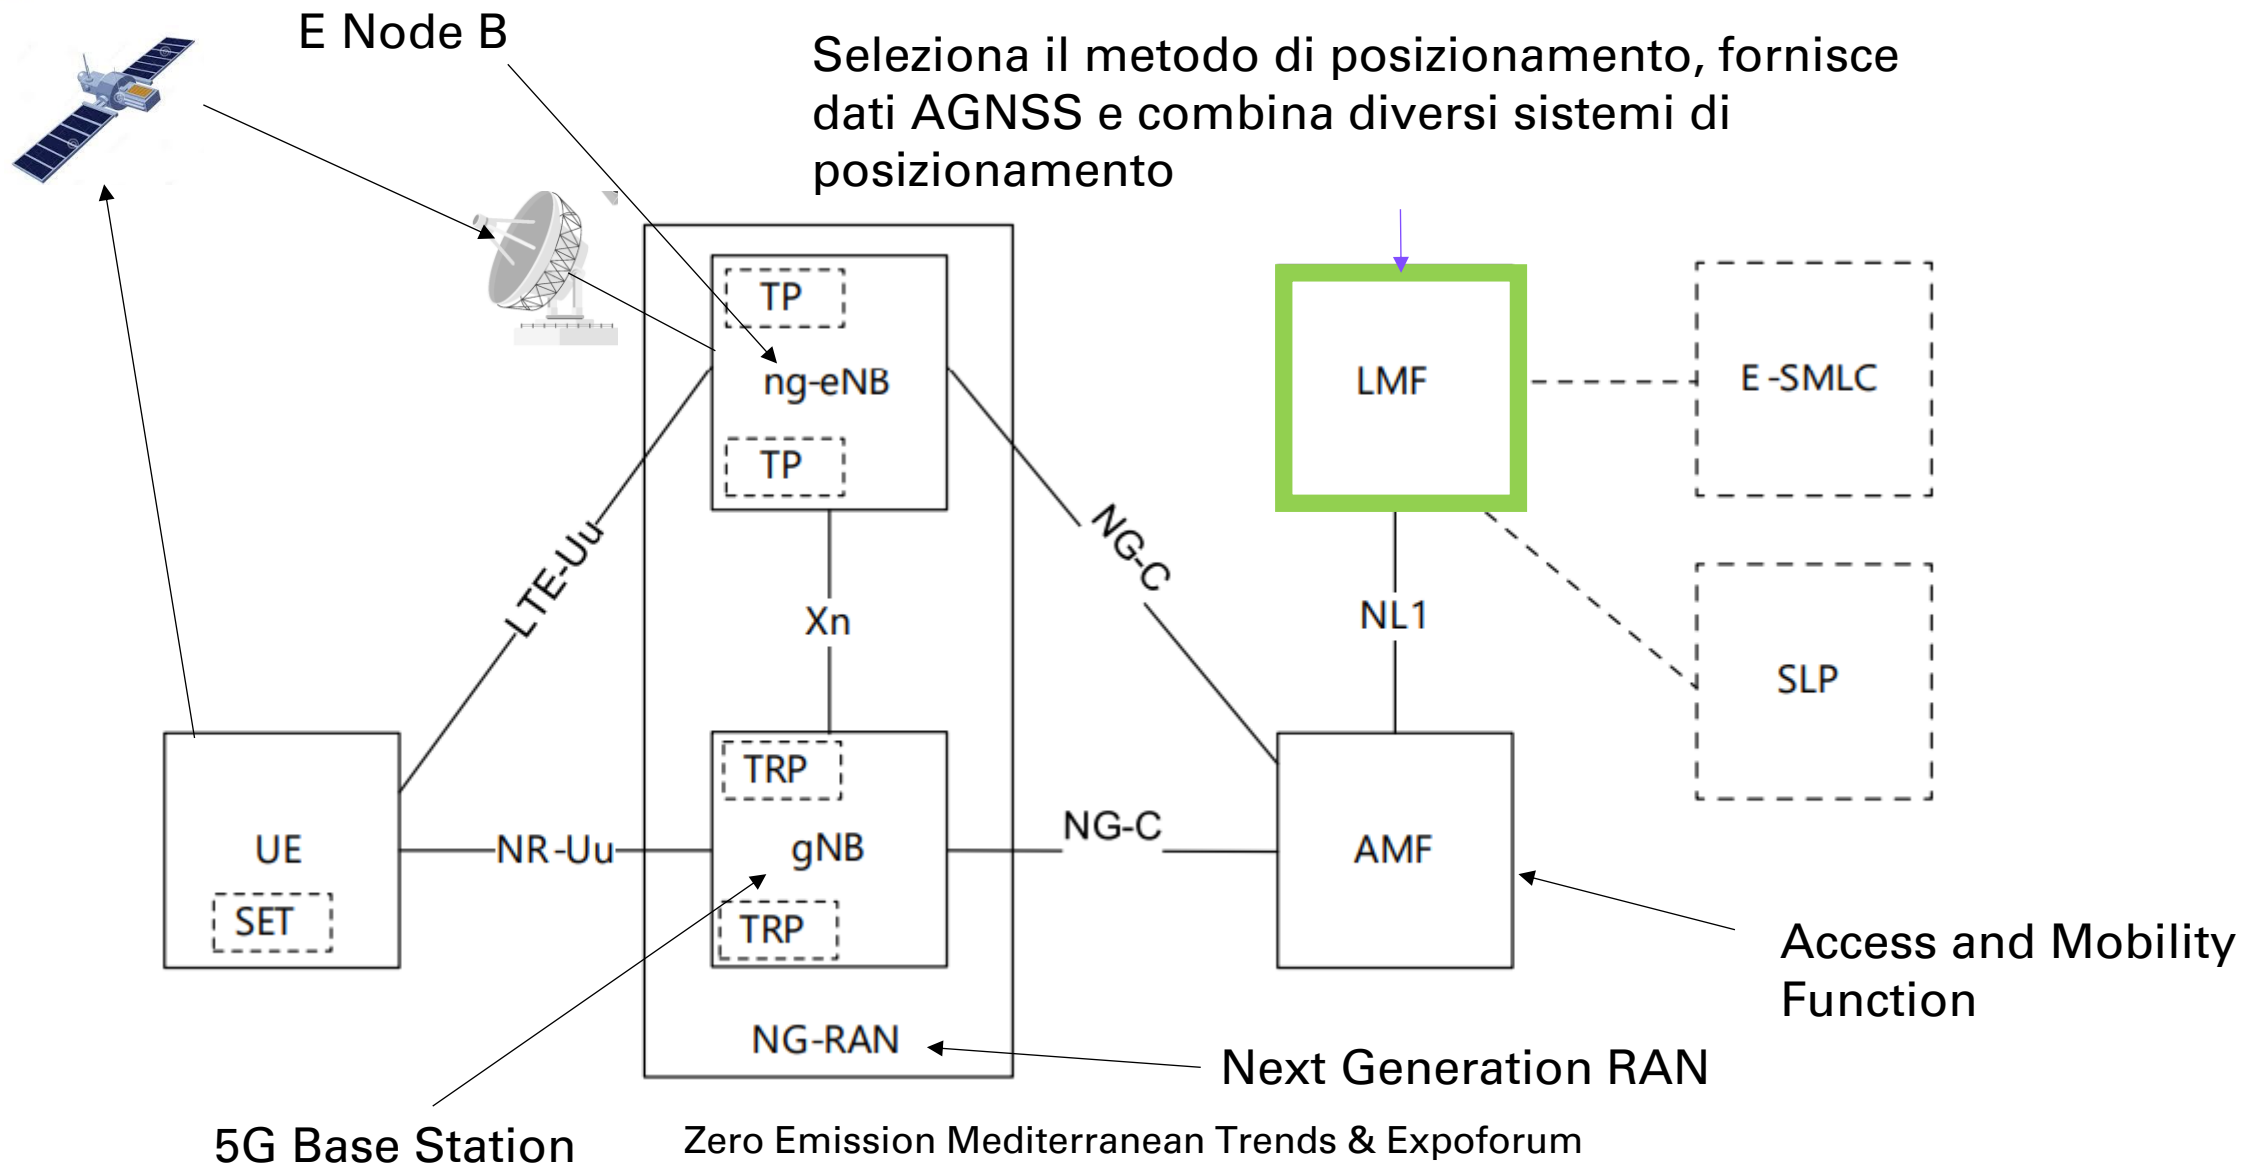 E Node B
Seleziona il metodo di posizionamento, fornisce
dati AGNSS e combina diversi sistemi di
posizionamento
TP
ng-eNB
TP
LMF
E-SMLC
LTE-Uu
NG-C
Xn
NL1
SLP
TRP
UE
NR-Uu
gNB
NG-C
AMF
SET
TRP
Access and Mobility
Function
NG-RAN
Next Generation RAN
5G Base Station
Zero Emission Mediterranean Trends & Expoforum